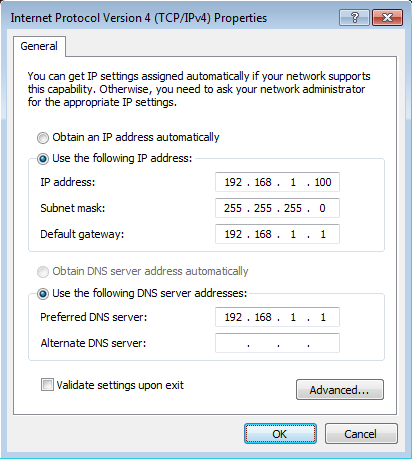 Internet Protocol Version 4 (TCP/IPv4) Properties
General
You can get IP settings assigned automatically if your network supports
this capability. Otherwise, you need to ask your network administrator
for the appropriate IP settings.
Obtain an IP address automatically
Use the following IP address:
IP address: 192 . 168 . 1 . 100
Subnet mask: 255 . 255 . 255 . 0
Default gateway: 192 . 168 . 1 . 1
Obtain DNS server address automatically
Use the following DNS server addresses:
Preferred DNS server: 192 . 168 . 1 . 1
Alternate DNS server: . . .
Validate settings upon exit
Advanced...
OK Cancel